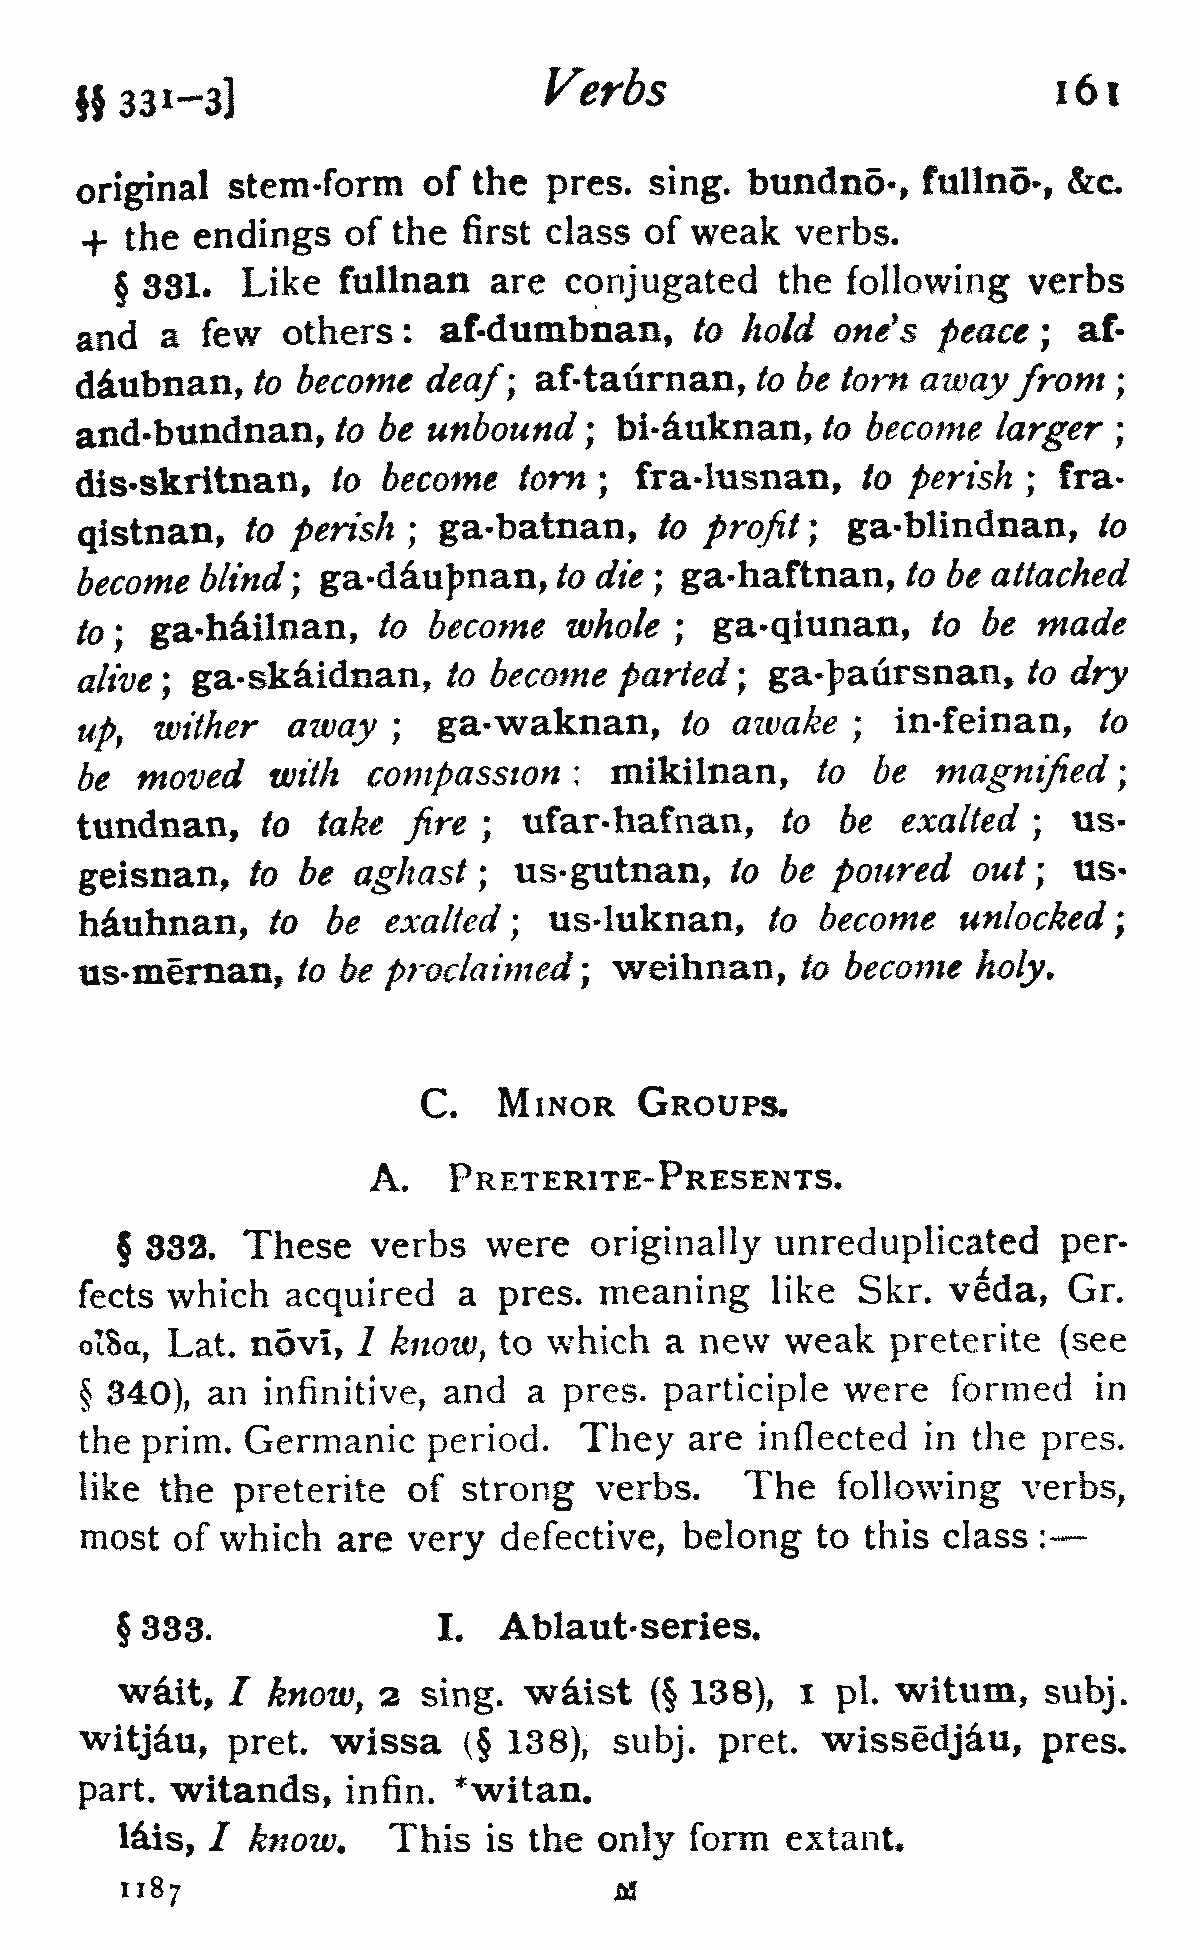 §§ 331–3] Verbs 161
original stem-form of the pres. sing. bundnō-, fullnō-, &c.
+ the endings of the first class of weak verbs.
§ 331. Like fullnan are conjugated the following verbs
and a few others: af-dumbnan, to hold one's peace; af-
dáubnan, to become deaf; af-taúrnan, to be torn away from;
and-bundnan, to be unbound; bi-áuknan, to become larger;
dis-skritnan, to become torn; fra-lusnan, to perish; fra-
qistnan, to perish; ga-batnan, to profit; ga-blindnan, to
become blind; ga-dáuþnan, to die; ga-haftnan, to be attached
to; ga-háilnan, to become whole; ga-qiunan, to be made
alive; ga-skáidnan, to become parted; ga-þaúrsnan, to dry
up, wither away; ga-waknan, to awake; in-feinan, to
be moved with compassion; mikilnan, to be magnified;
tundnan, to take fire; ufar-hafnan, to be exalted; us-
geisnan, to be aghast; us-gutnan, to be poured out; us-
háuhnan, to be exalted; us-luknan, to become unlocked;
us-mērnan, to be proclaimed; weihnan, to become holy.
C. Minor Groups.
A. Preterite-Presents.
§ 332. These verbs were originally unreduplicated per-
fects which acquired a pres. meaning like Skr. vḗda, Gr.
οἶδα, Lat. nōvī, I know, to which a new weak preterite (see
§ 340), an infinitive, and a pres. participle were formed in
the prim. Germanic period. They are inflected in the pres.
like the preterite of strong verbs. The following verbs,
most of which are very defective, belong to this class:—
§ 333. I. Ablaut-series.
wáit, I know, 2 sing. wáist (§ 138), 1 pl. witum, subj.
witjáu, pret. wissa (§ 138), subj. pret. wissēdjáu, pres.
part. witands, infin. *witan.
láis, I know. This is the only form extant.
1187 M